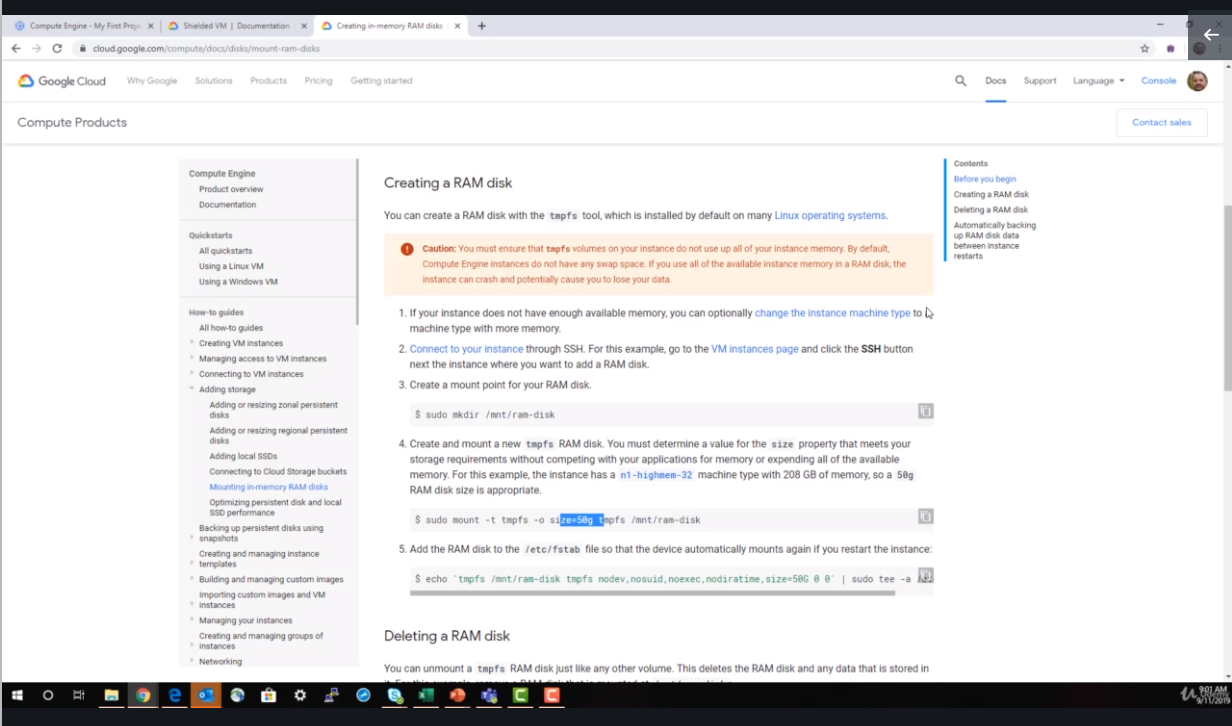 Compute Engine - My First Proj
Shielded VM | Documentation
Creating in-memory RAM disks
cloud.google.com/compute/docs/disks/mount-ram-disks
Google Cloud
Why Google
Solutions
Products
Pricing
Getting started
Docs
Support
Language
Console
Compute Products
Contact sales
Compute Engine
Product overview
Documentation
Quickstarts
All quickstarts
Using a Linux VM
Using a Windows VM
How-to guides
All how-to guides
Creating VM instances
Managing access to VM instances
Connecting to VM instances
Adding storage
Adding or resizing zonal persistent
disks
Adding or resizing regional persistent
disks
Adding local SSDs
Connecting to Cloud Storage buckets
Mounting in-memory RAM disks
Optimizing persistent disk and local
SSD performance
Backing up persistent disks using
snapshots
Creating and managing instance
templates
Building and managing custom images
Importing custom images and VM
instances
Managing your instances
Creating and managing groups of
instances
Networking
Creating a RAM disk
You can create a RAM disk with the tmpfs tool, which is installed by default on many Linux operating systems.
Caution: You must ensure that tmpfs volumes on your instance do not use up all of your instance memory. By default,
Compute Engine instances do not have any swap space. If you use all of the available instance memory in a RAM disk, the
instance can crash and potentially cause you to lose your data.
1. If your instance does not have enough available memory, you can optionally change the instance machine type to
machine type with more memory.
2. Connect to your instance through SSH. For this example, go to the VM instances page and click the SSH button
next the instance where you want to add a RAM disk.
3. Create a mount point for your RAM disk.
$ sudo mkdir /mnt/ram-disk
4. Create and mount a new tmpfs RAM disk. You must determine a value for the size property that meets your
storage requirements without competing with your applications for memory or expending all of the available
memory. For this example, the instance has a n1-highmem-32 machine type with 208 GB of memory, so a 50g
RAM disk size is appropriate.
$ sudo mount -t tmpfs -o size=50g tmpfs /mnt/ram-disk
5. Add the RAM disk to the /etc/fstab file so that the device automatically mounts again if you restart the instance:
$ echo 'tmpfs /mnt/ram-disk tmpfs nodev,nosuid,noexec,nodiratime,size=50G 0 0' | sudo tee -a
Deleting a RAM disk
You can unmount a tmpfs RAM disk just like any other volume. This deletes the RAM disk and any data that is stored in
Contents
Before you begin
Creating a RAM disk
Deleting a RAM disk
Automatically backing
up RAM disk data
between instance
restarts
9:01 AM
9/11/2019